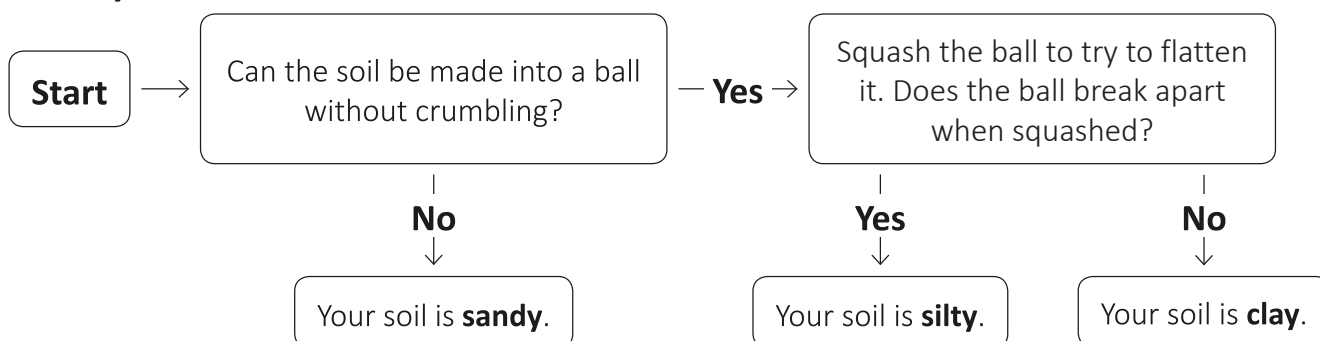 Start
Can the soil be made into a ball
without crumbling?
Yes
Squash the ball to try to flatten
it. Does the ball break apart
when squashed?
No
Yes
No
Your soil is sandy.
Your soil is silty.
Your soil is clay.